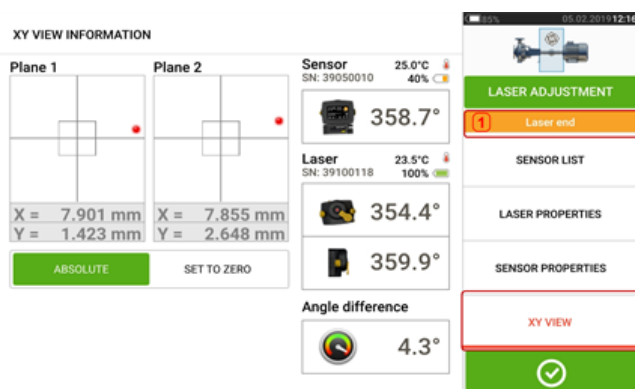 XY VIEW INFORMATION
Plane 1
Plane 2
X = 7.901 mm
Y = 1.423 mm
X = 7.855 mm
Y = 2.648 mm
ABSOLUTE
SET TO ZERO
Sensor 25.0°C
SN: 39050010 40%
358.7°
Laser 23.5°C
SN: 39100118 100%
354.4°
359.9°
Angle difference
4.3°
85% 05.02.2019 12:16
LASER ADJUSTMENT
1 Laser end
SENSOR LIST
LASER PROPERTIES
SENSOR PROPERTIES
XY VIEW